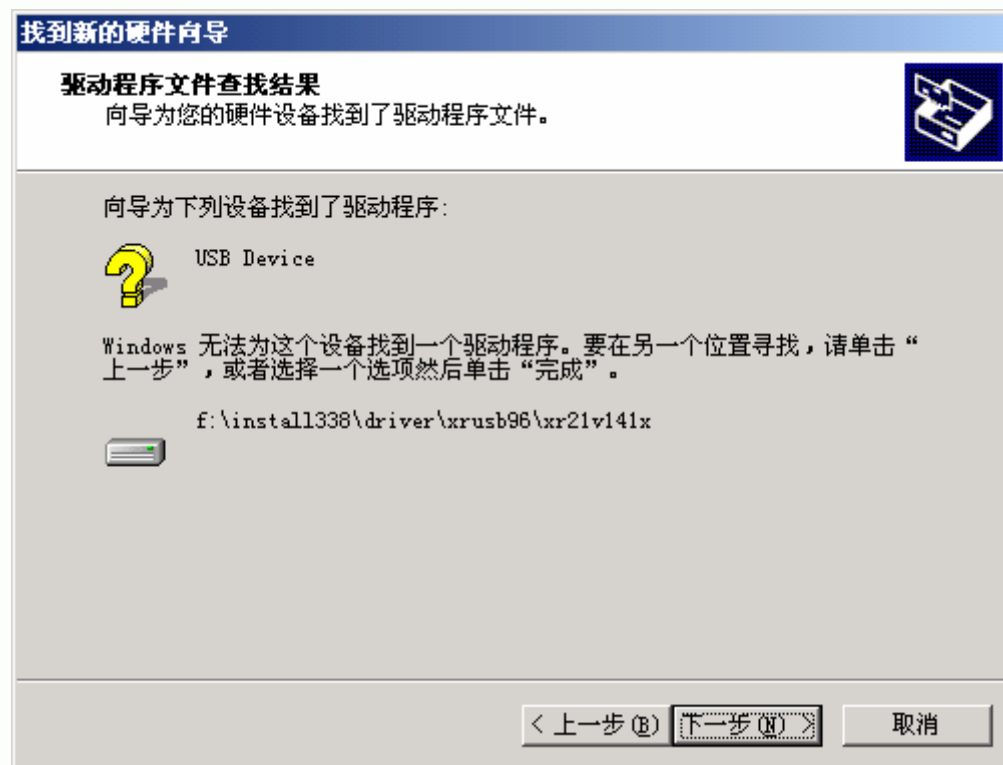 找到新的硬件向导
驱动程序文件查找结果
向导为您的硬件设备找到了驱动程序文件。
向导为下列设备找到了驱动程序:
USB Device
Windows 无法为这个设备找到一个驱动程序。要在另一个位置寻找，请单击“
上一步”，或者选择一个选项然后单击“完成”。
f:\install338\driver\xrusb96\xr21v141x
< 上一步(B)
下一步(N) >
取消